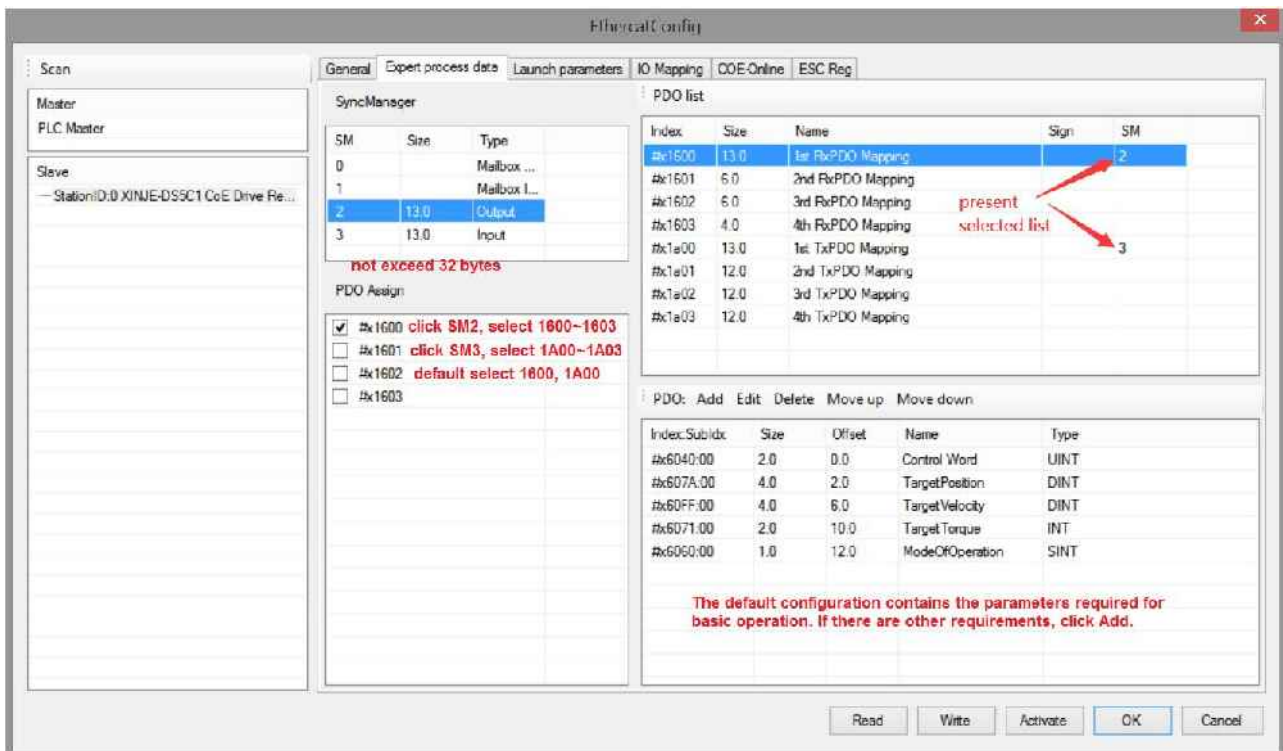 EthercatConfig
Scan
Master
PLC Master
Slave
StationID:0 XINJE-DS5C1 CoE Drive Re...
General Expert process data Launch parameters IO Mapping COE-Online ESC Reg
SyncManager
SM Size Type
0 Mailbox ...
1 Mailbox I...
2 13.0 Output
3 13.0 Input
not exceed 32 bytes
PDO Assign
#x1600 click SM2, select 1600~1603
#x1601 click SM3, select 1A00~1A03
#x1602 default select 1600, 1A00
#x1603
PDO list
Index Size Name Sign SM
#x1600 13.0 1st RxPDO Mapping 2
#x1601 6.0 2nd RxPDO Mapping
#x1602 6.0 3rd RxPDO Mapping
#x1603 4.0 4th RxPDO Mapping
#x1a00 13.0 1st TxPDO Mapping 3
#x1a01 12.0 2nd TxPDO Mapping
#x1a02 12.0 3rd TxPDO Mapping
#x1a03 12.0 4th TxPDO Mapping
present
selected list
PDO: Add Edit Delete Move up Move down
Index:SubIdx Size Offset Name Type
#x6040:00 2.0 0.0 Control Word UINT
#x607A:00 4.0 2.0 TargetPosition DINT
#x60FF:00 4.0 6.0 TargetVelocity DINT
#x6071:00 2.0 10.0 TargetTorque INT
#x6060:00 1.0 12.0 ModeOfOperation SINT
The default configuration contains the parameters required for
basic operation. If there are other requirements, click Add.
Read Write Activate OK Cancel